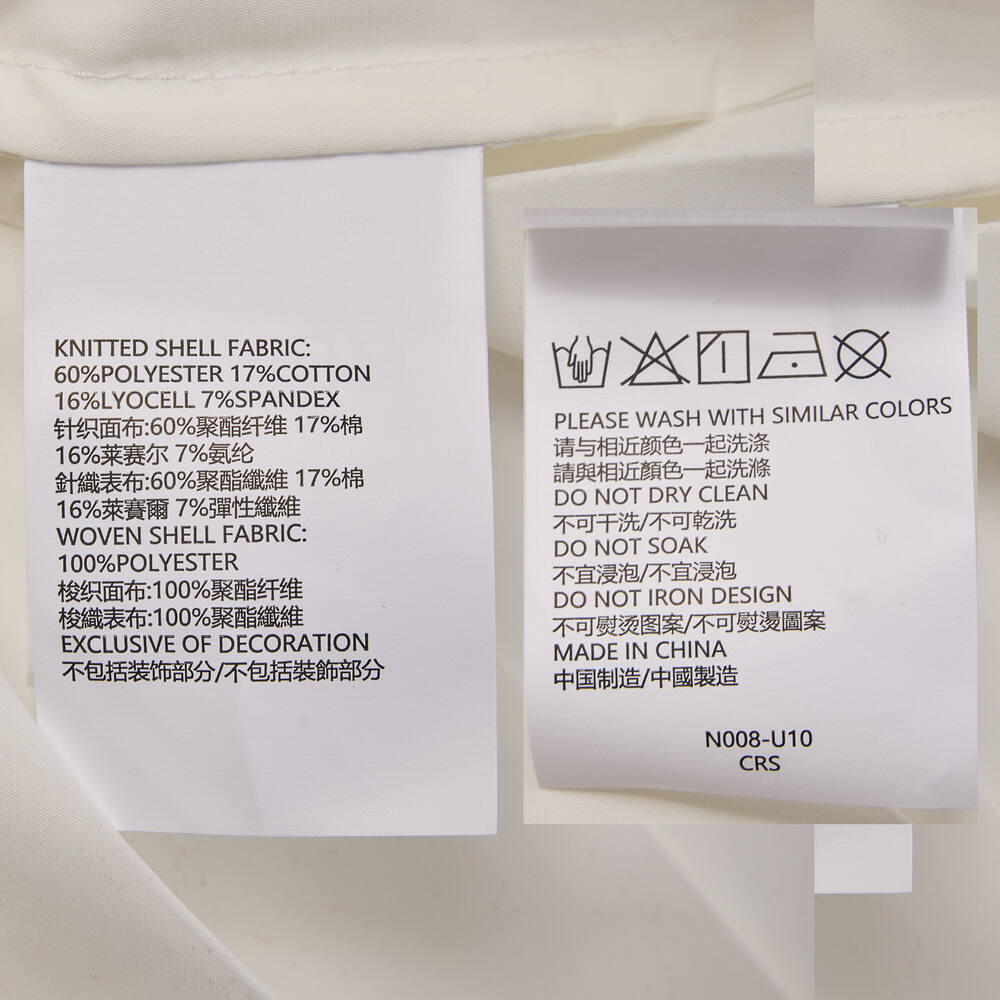 KNITTED SHELL FABRIC:
60%POLYESTER 17%COTTON
16%LYOCELL 7%SPANDEX
针织面布:60%聚酯纤维 17%棉
16%莱赛尔 7%氨纶
針織表布:60%聚酯纖維 17%棉
16%萊賽爾 7%彈性纖維
WOVEN SHELL FABRIC:
100%POLYESTER
梭织面布:100%聚酯纤维
梭織表布:100%聚酯纖維
EXCLUSIVE OF DECORATION
不包括装饰部分/不包括裝飾部分
PLEASE WASH WITH SIMILAR COLORS
请与相近颜色一起洗涤
請與相近顏色一起洗滌
DO NOT DRY CLEAN
不可干洗/不可乾洗
DO NOT SOAK
不宜浸泡/不宜浸泡
DO NOT IRON DESIGN
不可熨烫图案/不可熨燙圖案
MADE IN CHINA
中国制造/中國製造
N008-U10
CRS